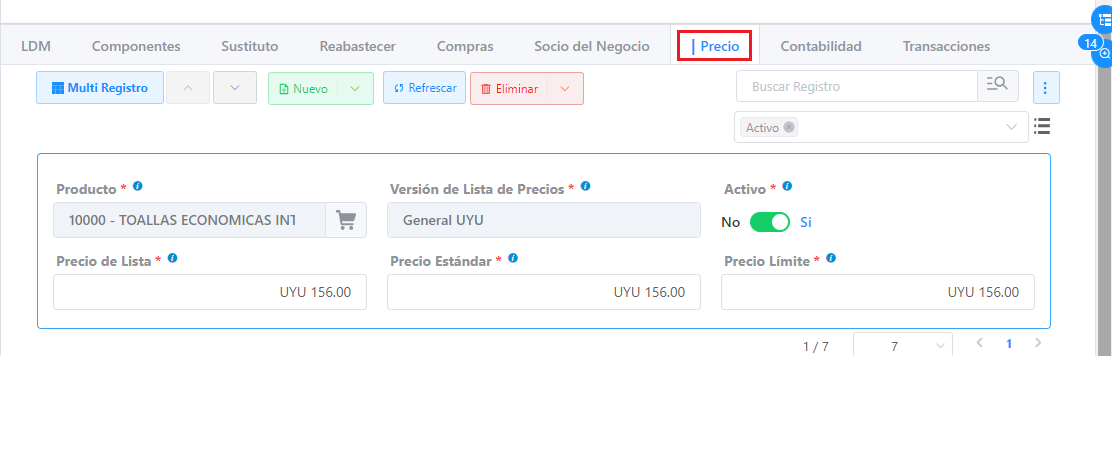 LDM Componentes Sustituto Reabastecer Compras Socio del Negocio Precio Contabilidad Transacciones
14
Multi Registro Nuevo Refrescar Eliminar Buscar Registro
Activo
Producto * Versión de Lista de Precios * Activo *
10000 - TOALLAS ECONOMICAS INT General UYU No Si
Precio de Lista * Precio Estándar * Precio Límite *
UYU 156.00 UYU 156.00 UYU 156.00
1 / 7 7 1